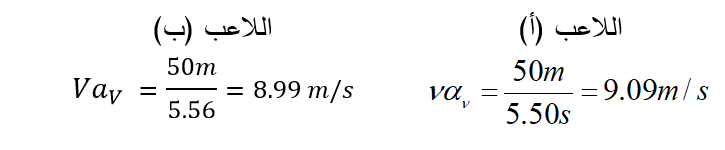 اللاعب (أ) اللاعب (ب)
να_ν = 50m / 5.50s = 9.09m / s
Va_V = 50m / 5.56 = 8.99 m/s